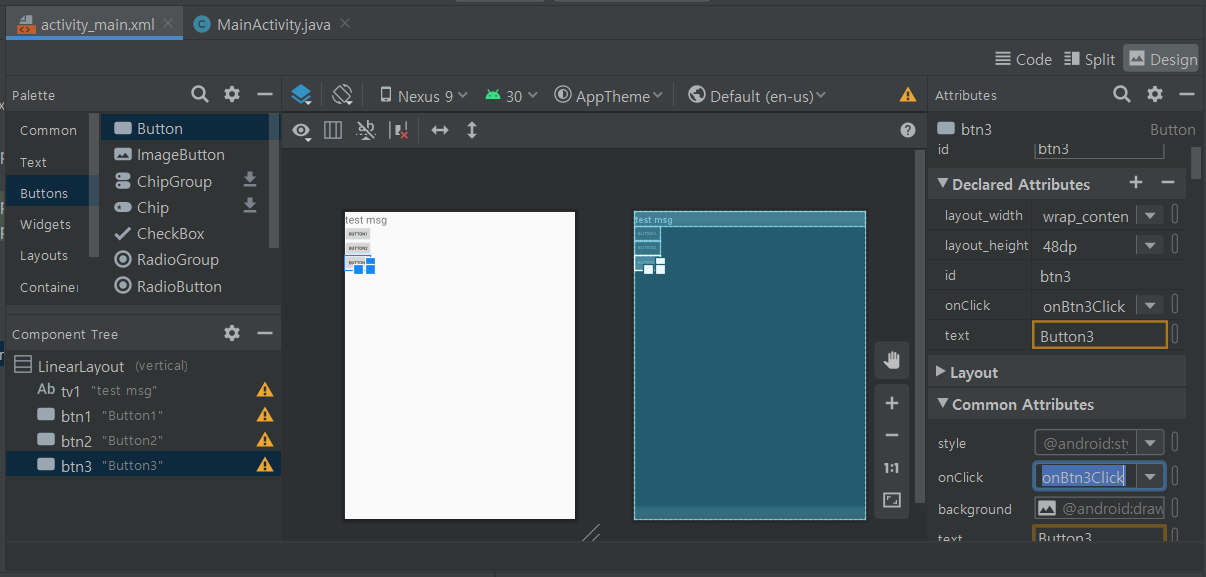 activity_main.xml
MainActivity.java
Code
Split
Design
Palette
Common
Text
Buttons
Widgets
Layouts
Container
Button
ImageButton
ChipGroup
Chip
CheckBox
RadioGroup
RadioButton
Component Tree
LinearLayout (vertical)
Ab tv1 "test msg"
btn1 "Button1"
btn2 "Button2"
btn3 "Button3"
Nexus 9
30
AppTheme
Default (en-us)
test msg
BUTTON1
BUTTON2
test msg
BUTTON1
BUTTON2
1:1
Attributes
btn3 Button
id btn3
Declared Attributes
layout_width wrap_conten
layout_height 48dp
id btn3
onClick onBtn3Click
text Button3
Layout
Common Attributes
style @android:sty
onClick onBtn3Click
background @android:draw
text Button3